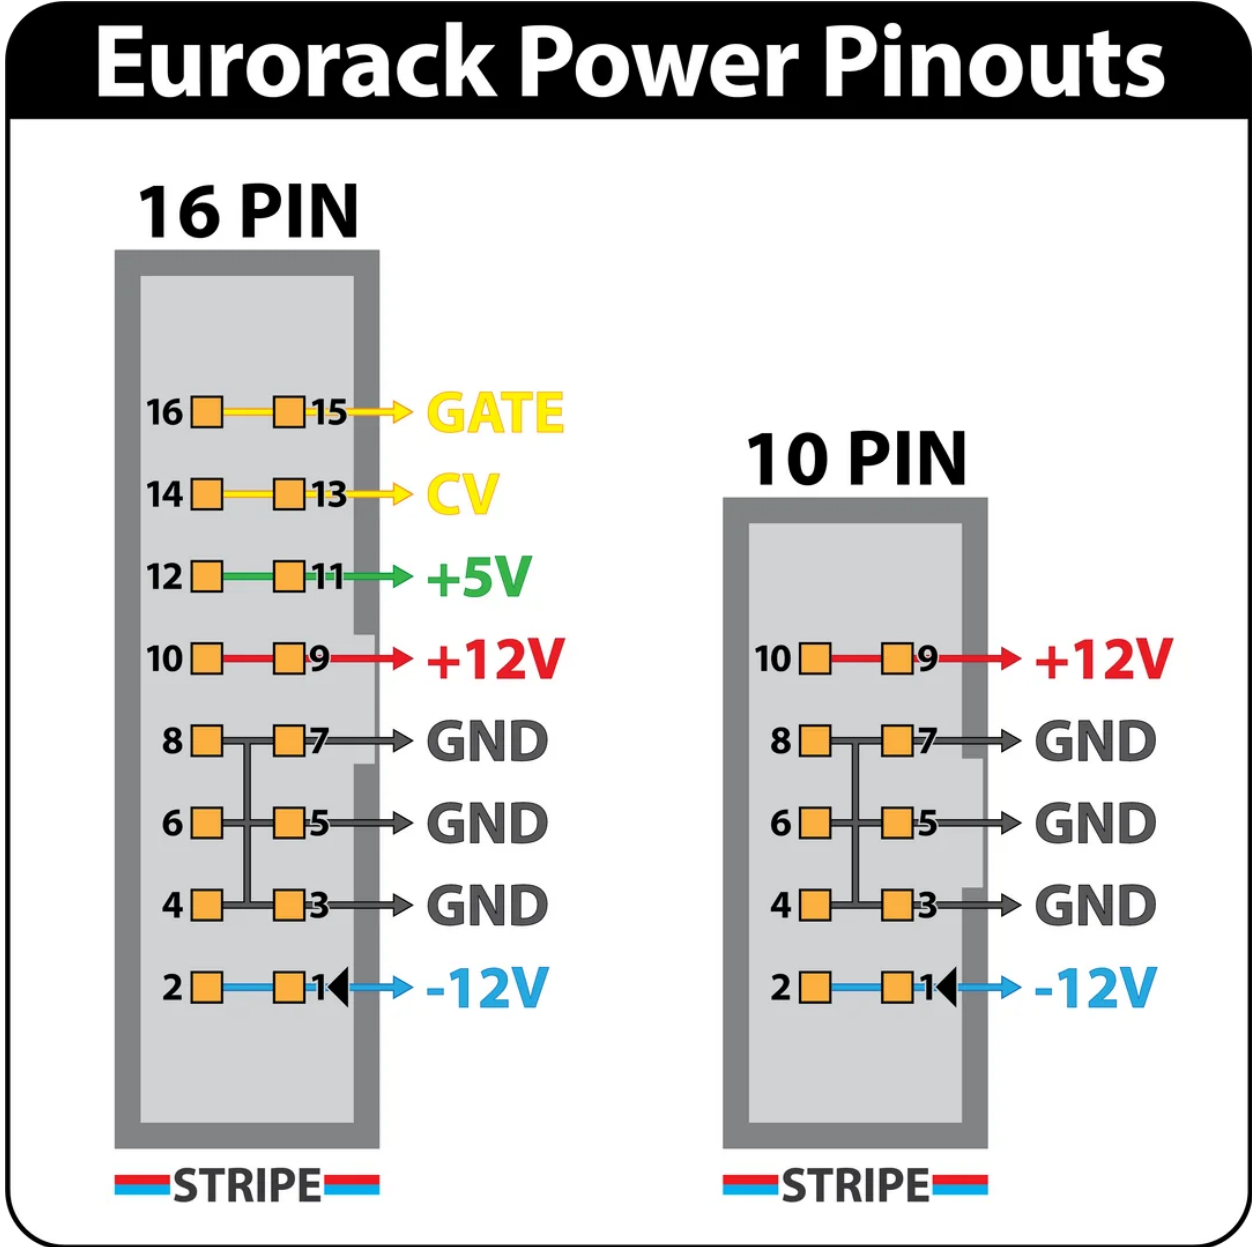 Eurorack Power Pinouts
16 PIN
16 15 GATE
14 13 CV
12 11 +5V
10 9 +12V
8 7 GND
6 5 GND
4 3 GND
2 1 -12V
STRIPE
10 PIN
10 9 +12V
8 7 GND
6 5 GND
4 3 GND
2 1 -12V
STRIPE